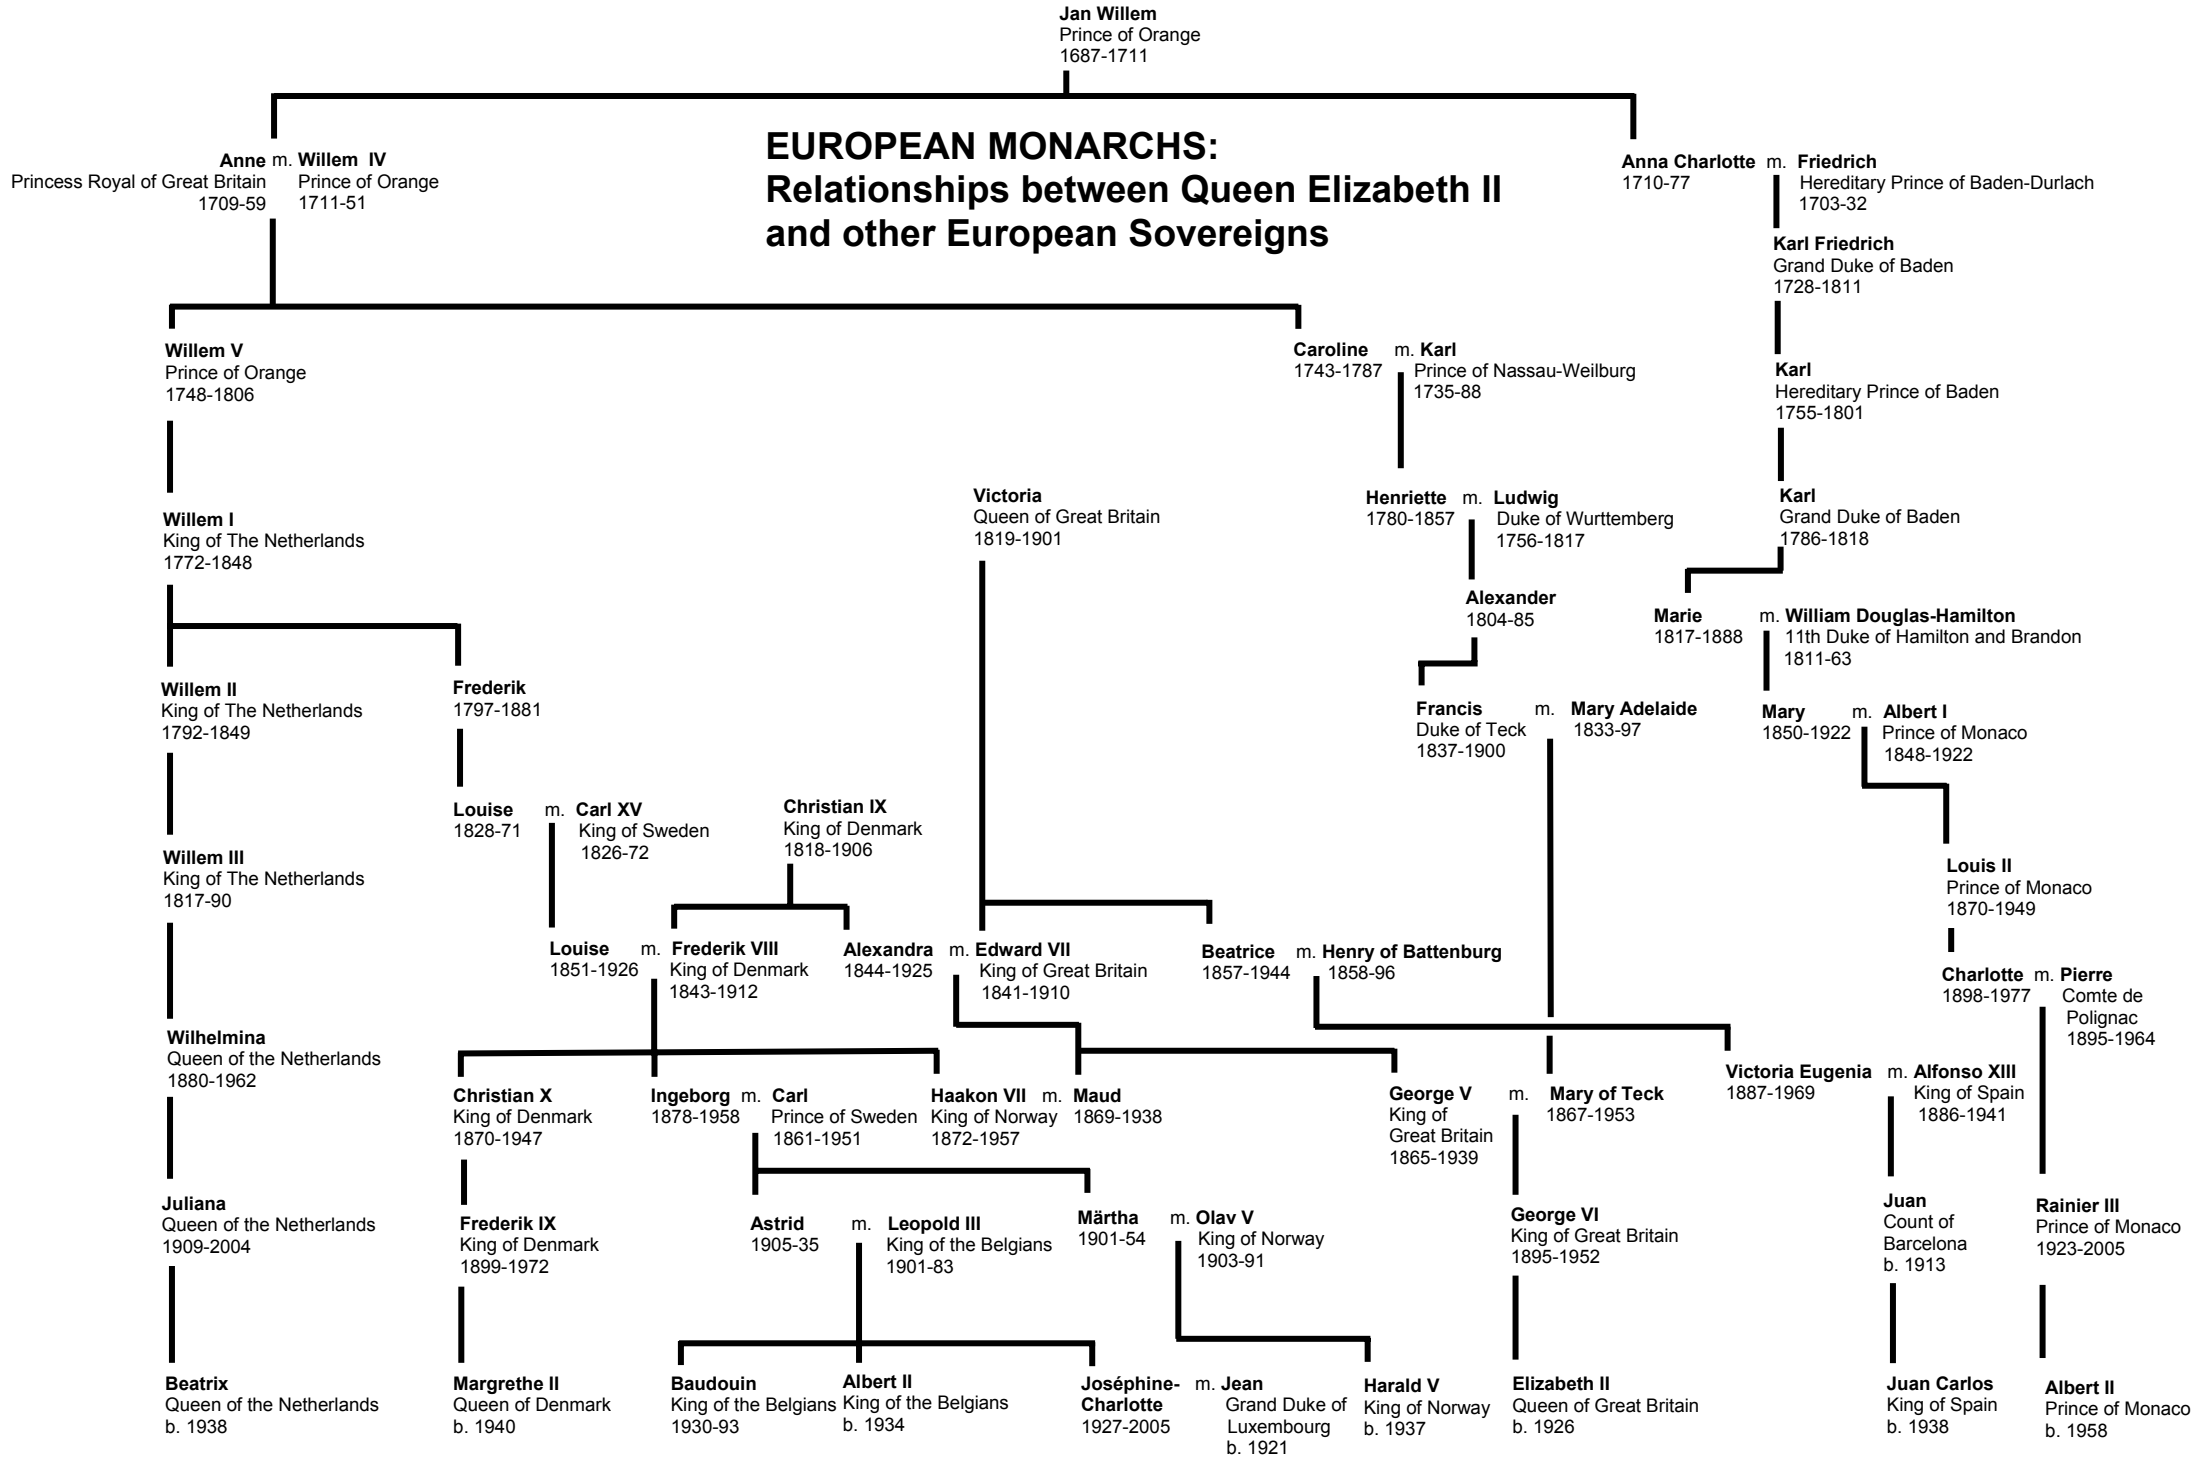 Jan Willem
Prince of Orange
1687-1711
EUROPEAN MONARCHS:
Relationships between Queen Elizabeth II
and other European Sovereigns
Anne m. Willem IV
Princess Royal of Great Britain Prince of Orange
1709-59 1711-51
Anna Charlotte m. Friedrich
1710-77 Hereditary Prince of Baden-Durlach
1703-32
Karl Friedrich
Grand Duke of Baden
1728-1811
Willem V
Prince of Orange
1748-1806
Caroline m. Karl
1743-1787 Prince of Nassau-Weilburg
1735-88
Karl
Hereditary Prince of Baden
1755-1801
Willem I
King of The Netherlands
1772-1848
Victoria
Queen of Great Britain
1819-1901
Henriette m. Ludwig
1780-1857 Duke of Wurttemberg
1756-1817
Karl
Grand Duke of Baden
1786-1818
Alexander
1804-85
Marie m. William Douglas-Hamilton
1817-1888 11th Duke of Hamilton and Brandon
1811-63
Willem II
King of The Netherlands
1792-1849
Frederik
1797-1881
Francis m. Mary Adelaide
Duke of Teck 1833-97
1837-1900
Mary m. Albert I
1850-1922 Prince of Monaco
1848-1922
Louise m. Carl XV
1828-71 King of Sweden
1826-72
Christian IX
King of Denmark
1818-1906
Willem III
King of The Netherlands
1817-90
Louis II
Prince of Monaco
1870-1949
Louise m. Frederik VIII
1851-1926 King of Denmark
1843-1912
Alexandra m. Edward VII
1844-1925 King of Great Britain
1841-1910
Beatrice m. Henry of Battenburg
1857-1944 1858-96
Charlotte m. Pierre
1898-1977 Comte de
Polignac
1895-1964
Wilhelmina
Queen of the Netherlands
1880-1962
Christian X
King of Denmark
1870-1947
Ingeborg m. Carl
1878-1958 Prince of Sweden
1861-1951
Haakon VII m. Maud
King of Norway 1869-1938
1872-1957
George V m. Mary of Teck
King of 1867-1953
Great Britain
1865-1939
Victoria Eugenia m. Alfonso XIII
1887-1969 King of Spain
1886-1941
Juliana
Queen of the Netherlands
1909-2004
Frederik IX
King of Denmark
1899-1972
Astrid m. Leopold III
1905-35 King of the Belgians
1901-83
Märtha m. Olav V
1901-54 King of Norway
1903-91
George VI
King of Great Britain
1895-1952
Juan
Count of
Barcelona
b. 1913
Rainier III
Prince of Monaco
1923-2005
Beatrix
Queen of the Netherlands
b. 1938
Margrethe II
Queen of Denmark
b. 1940
Baudouin
King of the Belgians
1930-93
Albert II
King of the Belgians
b. 1934
Joséphine- m. Jean
Charlotte Grand Duke of
1927-2005 Luxembourg
b. 1921
Harald V
King of Norway
b. 1937
Elizabeth II
Queen of Great Britain
b. 1926
Juan Carlos
King of Spain
b. 1938
Albert II
Prince of Monaco
b. 1958